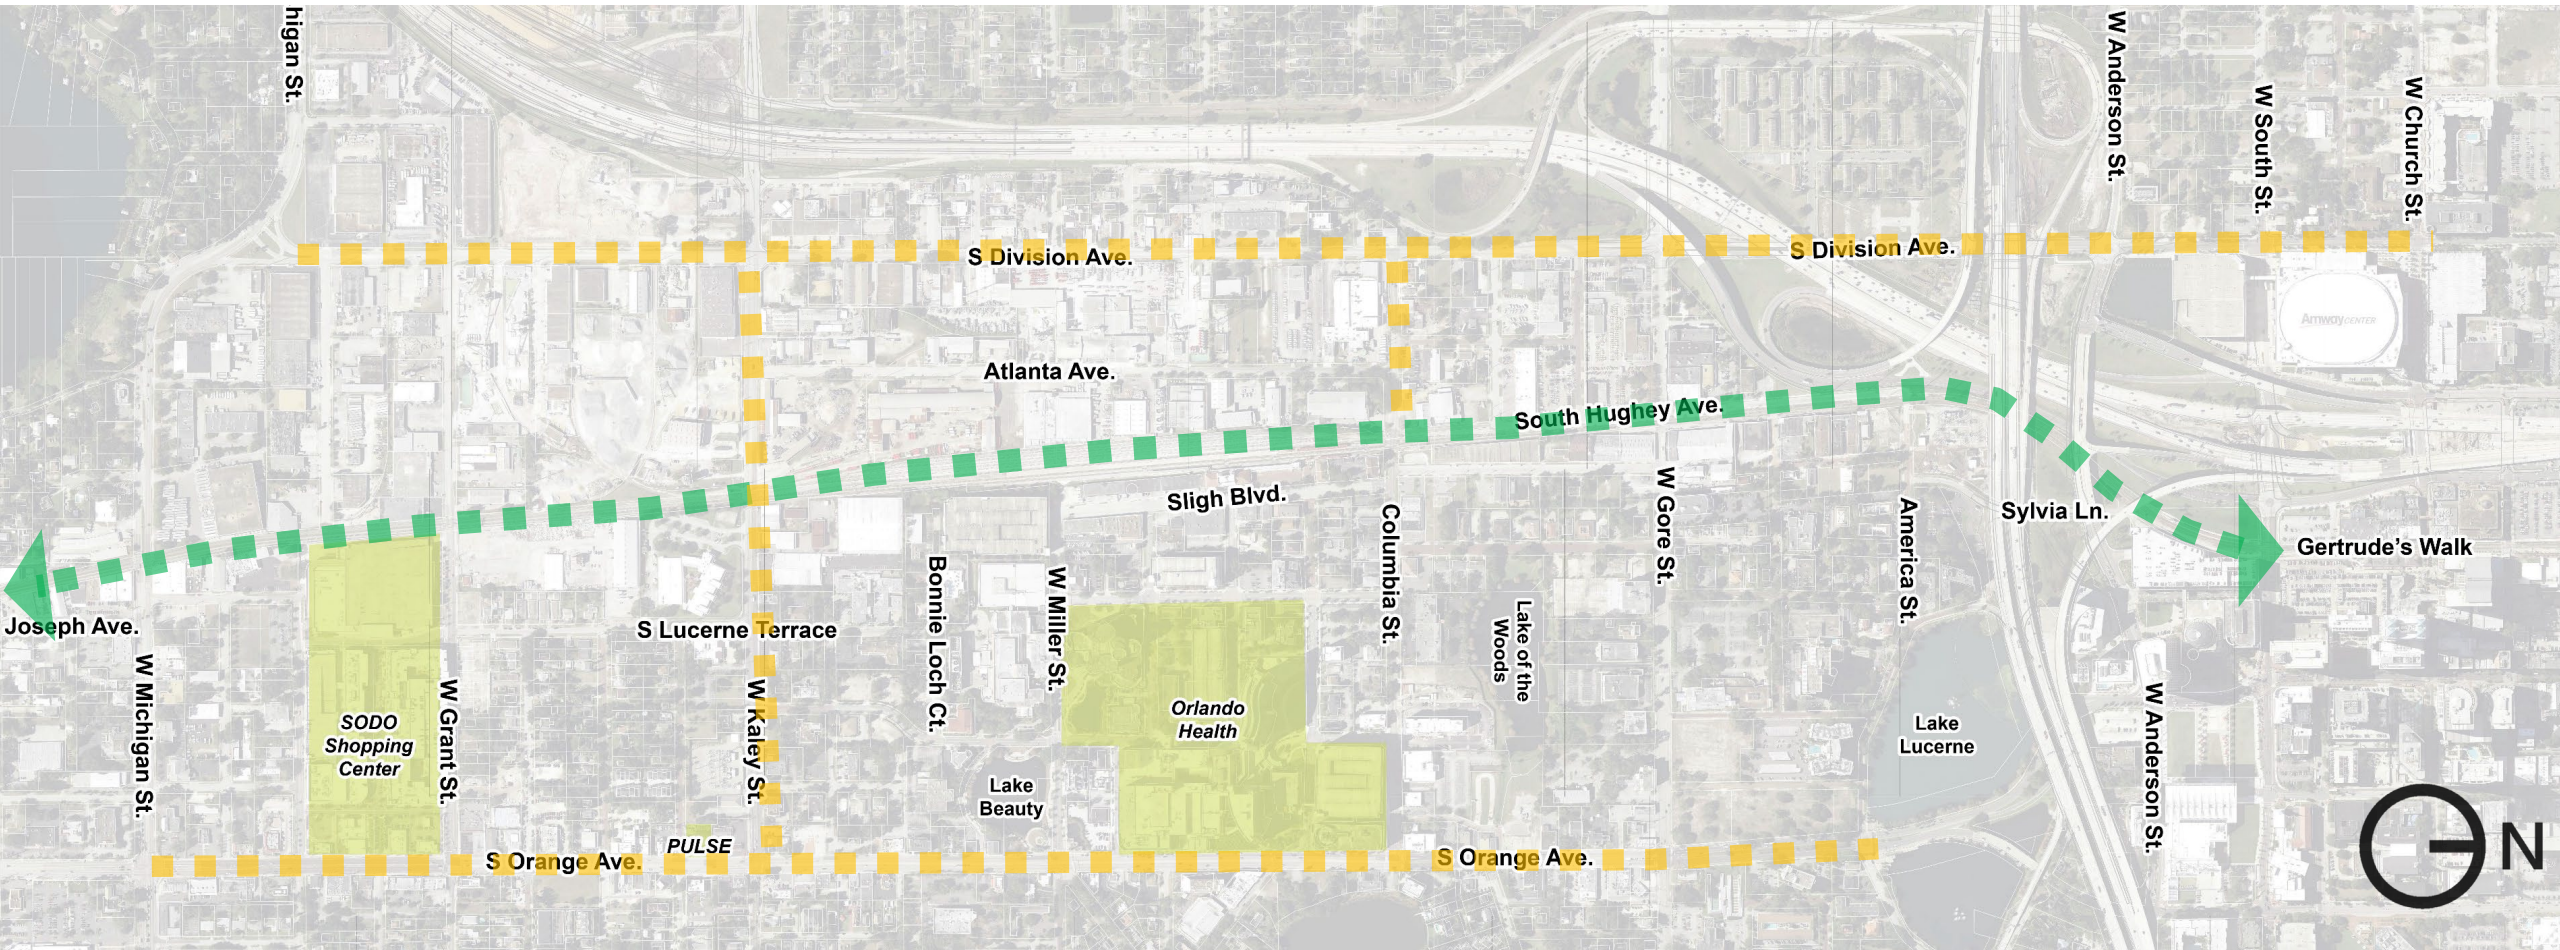 higan St.
W Anderson St.
W South St.
W Church St.
S Division Ave.
S Division Ave.
Amway CENTER
Atlanta Ave.
South Hughey Ave.
Sligh Blvd.
Columbia St.
W Gore St.
America St.
Sylvia Ln.
Gertrude’s Walk
Joseph Ave.
W Michigan St.
SODO
Shopping
Center
W Grant St.
S Lucerne Terrace
W Kaley St.
Bonnie Loch Ct.
W Miller St.
Orlando
Health
Lake of the
Woods
Lake
Lucerne
W Anderson St.
Lake
Beauty
PULSE
S Orange Ave.
S Orange Ave.
N